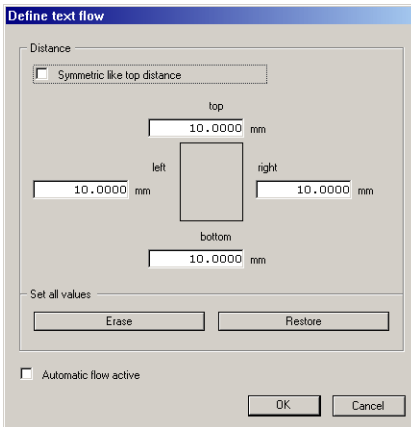 Define text flow
Distance
Symmetric like top distance
top
10.0000 mm
left
right
10.0000 mm
10.0000 mm
bottom
10.0000 mm
Set all values
Erase
Restore
Automatic flow active
OK
Cancel